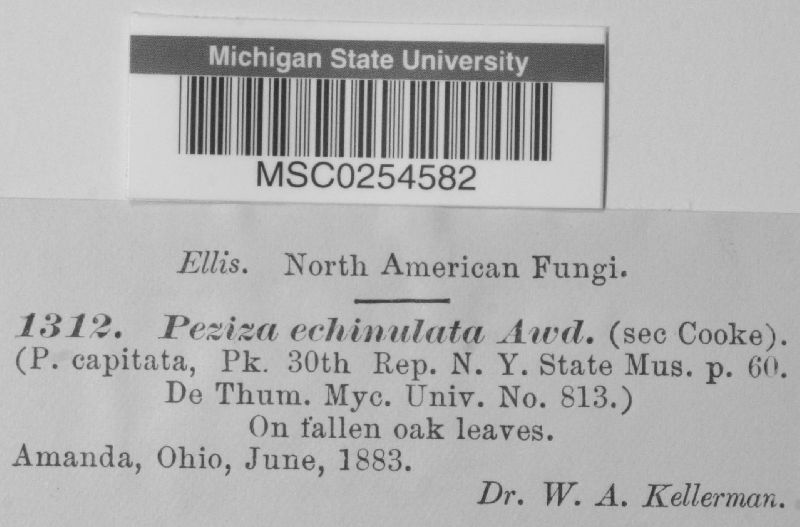 Michigan State University
MSC0254582
Ellis. North American Fungi.
1312. Peziza echinulata Awd. (sec Cooke).
(P. capitata, Pk. 30th Rep. N. Y. State Mus. p. 60.
De Thum. Myc. Univ. No. 813.)
On fallen oak leaves.
Amanda, Ohio, June, 1883.
Dr. W. A. Kellerman.